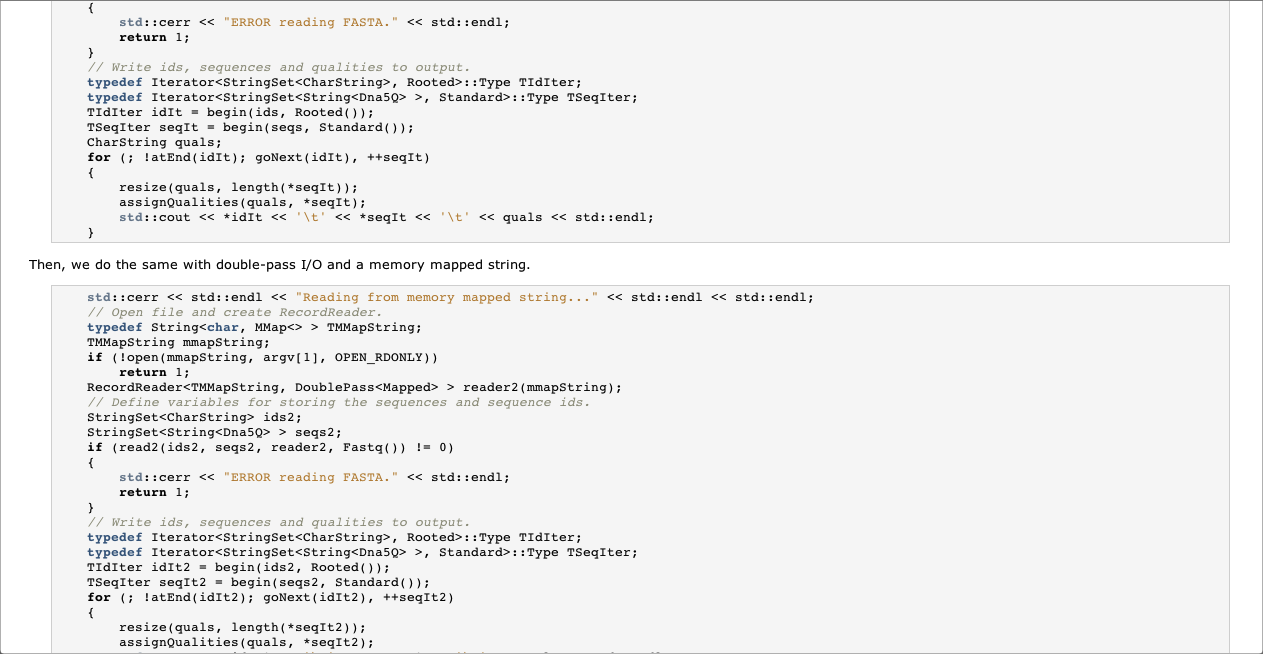 {
std::cerr << "ERROR reading FASTA." << std::endl;
return 1;
}
// Write ids, sequences and qualities to output.
typedef Iterator<StringSet<CharString>, Rooted>::Type TIdIter;
typedef Iterator<StringSet<String<Dna5Q> >, Standard>::Type TSeqIter;
TIdIter idIt = begin(ids, Rooted());
TSeqIter seqIt = begin(seqs, Standard());
CharString quals;
for (; !atEnd(idIt); goNext(idIt), ++seqIt)
{
resize(quals, length(*seqIt));
assignQualities(quals, *seqIt);
std::cout << *idIt << '\t' << *seqIt << '\t' << quals << std::endl;
}
Then, we do the same with double-pass I/O and a memory mapped string.
std::cerr << std::endl << "Reading from memory mapped string..." << std::endl << std::endl;
// Open file and create RecordReader.
typedef String<char, MMap<> > TMMapString;
TMMapString mmapString;
if (!open(mmapString, argv[1], OPEN_RDONLY))
return 1;
RecordReader<TMMapString, DoublePass<Mapped> > reader2(mmapString);
// Define variables for storing the sequences and sequence ids.
StringSet<CharString> ids2;
StringSet<String<Dna5Q> > seqs2;
if (read2(ids2, seqs2, reader2, Fastq()) != 0)
{
std::cerr << "ERROR reading FASTA." << std::endl;
return 1;
}
// Write ids, sequences and qualities to output.
typedef Iterator<StringSet<CharString>, Rooted>::Type TIdIter;
typedef Iterator<StringSet<String<Dna5Q> >, Standard>::Type TSeqIter;
TIdIter idIt2 = begin(ids2, Rooted());
TSeqIter seqIt2 = begin(seqs2, Standard());
for (; !atEnd(idIt2); goNext(idIt2), ++seqIt2)
{
resize(quals, length(*seqIt2));
assignQualities(quals, *seqIt2);